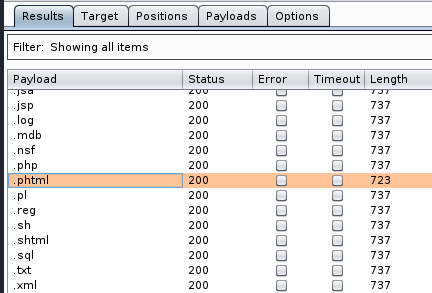 Results Target Positions Payloads Options
Filter: Showing all items
Payload Status Error Timeout Length
.jsa 200 737
.jsp 200 737
.log 200 737
.mdb 200 737
.nsf 200 737
.php 200 737
.phtml 200 723
.pl 200 737
.reg 200 737
.sh 200 737
.shtml 200 737
.sql 200 737
.txt 200 737
.xml 200 737